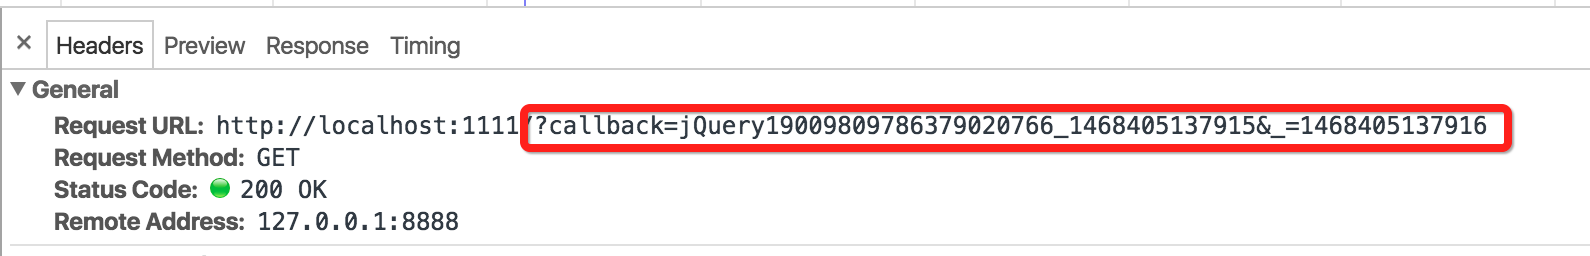 × Headers Preview Response Timing
▼ General
Request URL: http://localhost:1111/?callback=jQuery19009809786379020766_1468405137915&_=1468405137916
Request Method: GET
Status Code: 200 OK
Remote Address: 127.0.0.1:8888